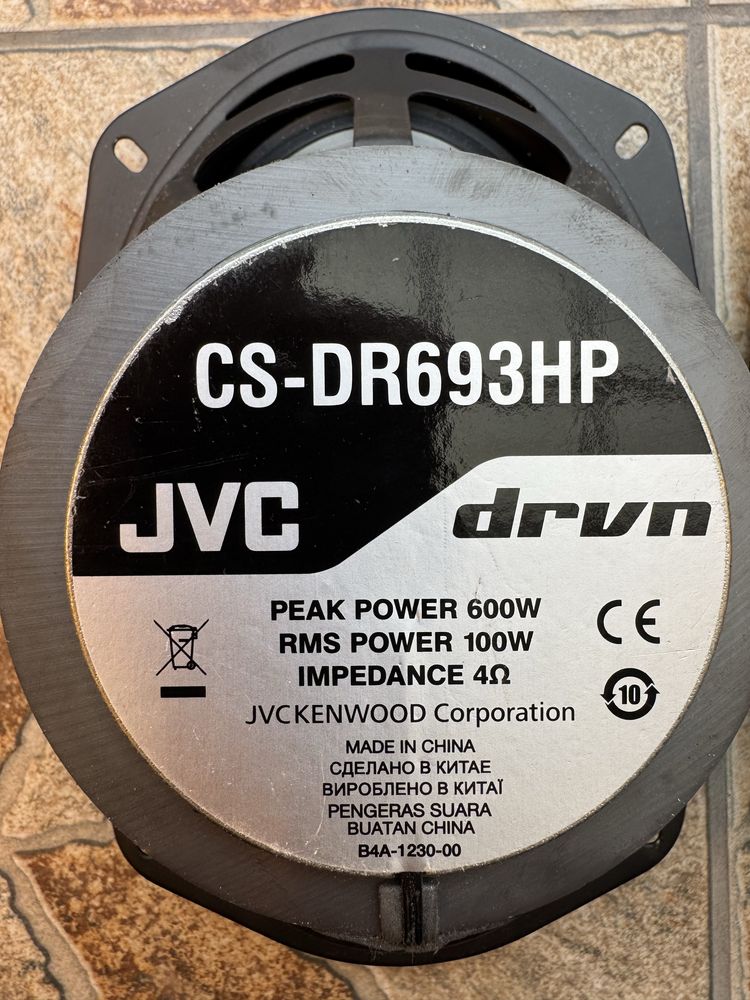 CS-DR693HP
JVC
drvn
PEAK POWER 600W
RMS POWER 100W
IMPEDANCE 4Ω
CE
10
JVCKENWOOD Corporation
MADE IN CHINA
СДЕЛАНО В КИТАЕ
ВИРОБЛЕНО В КИТАЇ
PENGERAS SUARA
BUATAN CHINA
B4A-1230-00